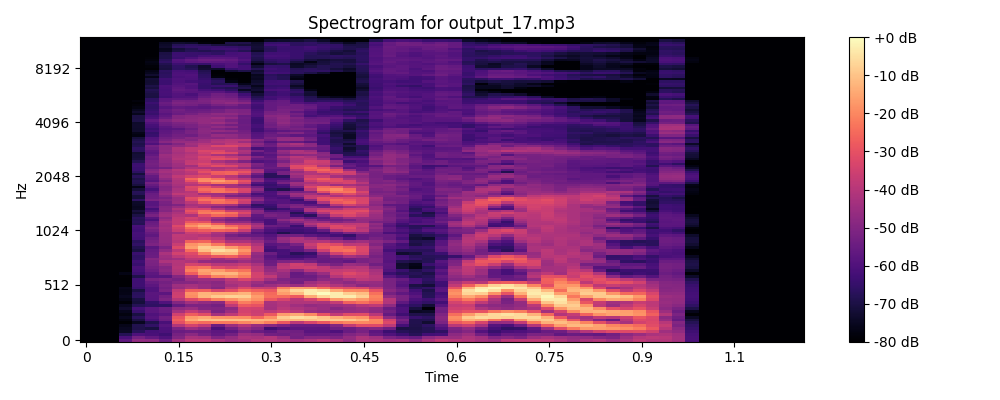 Spectrogram for output_17.mp3
+0 dB
8192
-10 dB
4096
-20 dB
-30 dB
2048
Hz
-40 dB
1024
-50 dB
512
-60 dB
-70 dB
0
-80 dB
0 0.15 0.3 0.45 0.6 0.75 0.9 1.1
Time